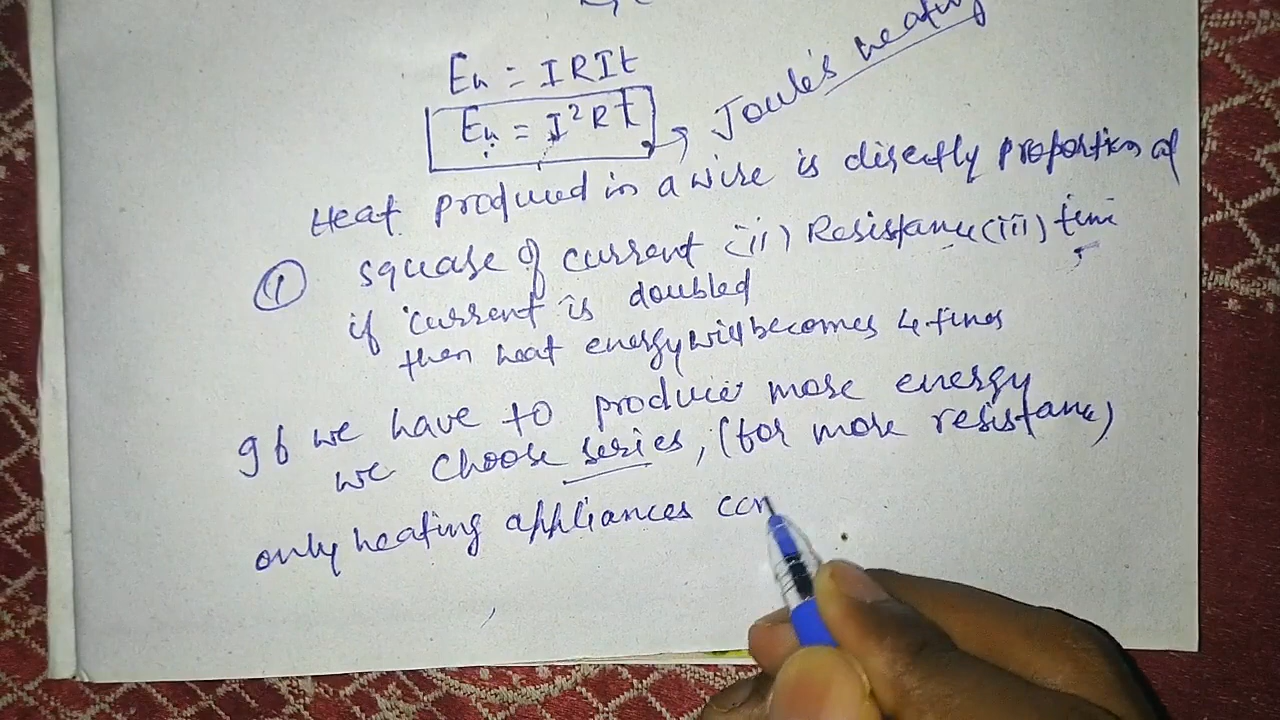 En = IRIt
En = I²Rt
Joule's heating
Heat produced in a wire is directly proportion al
① square of current (ii) Resistance (iii) time
if current is doubled
then heat energy will becomes 4 times
If we have to produce more energy
we choose series, (for more resistance)
only heating appliances con